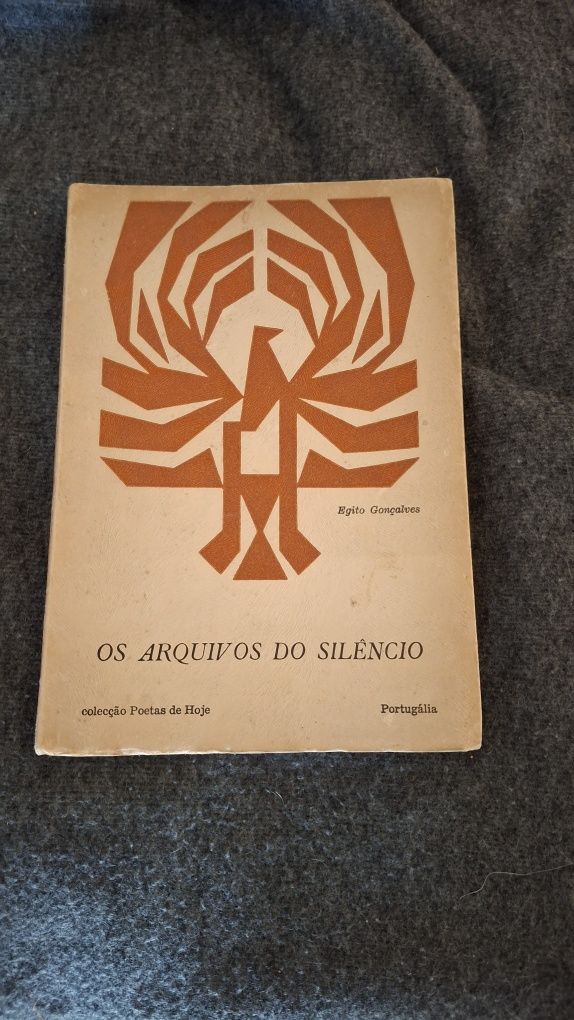 Egito Gonçalves
OS ARQUIVOS DO SILÊNCIO
colecção Poetas de Hoje
Portugália